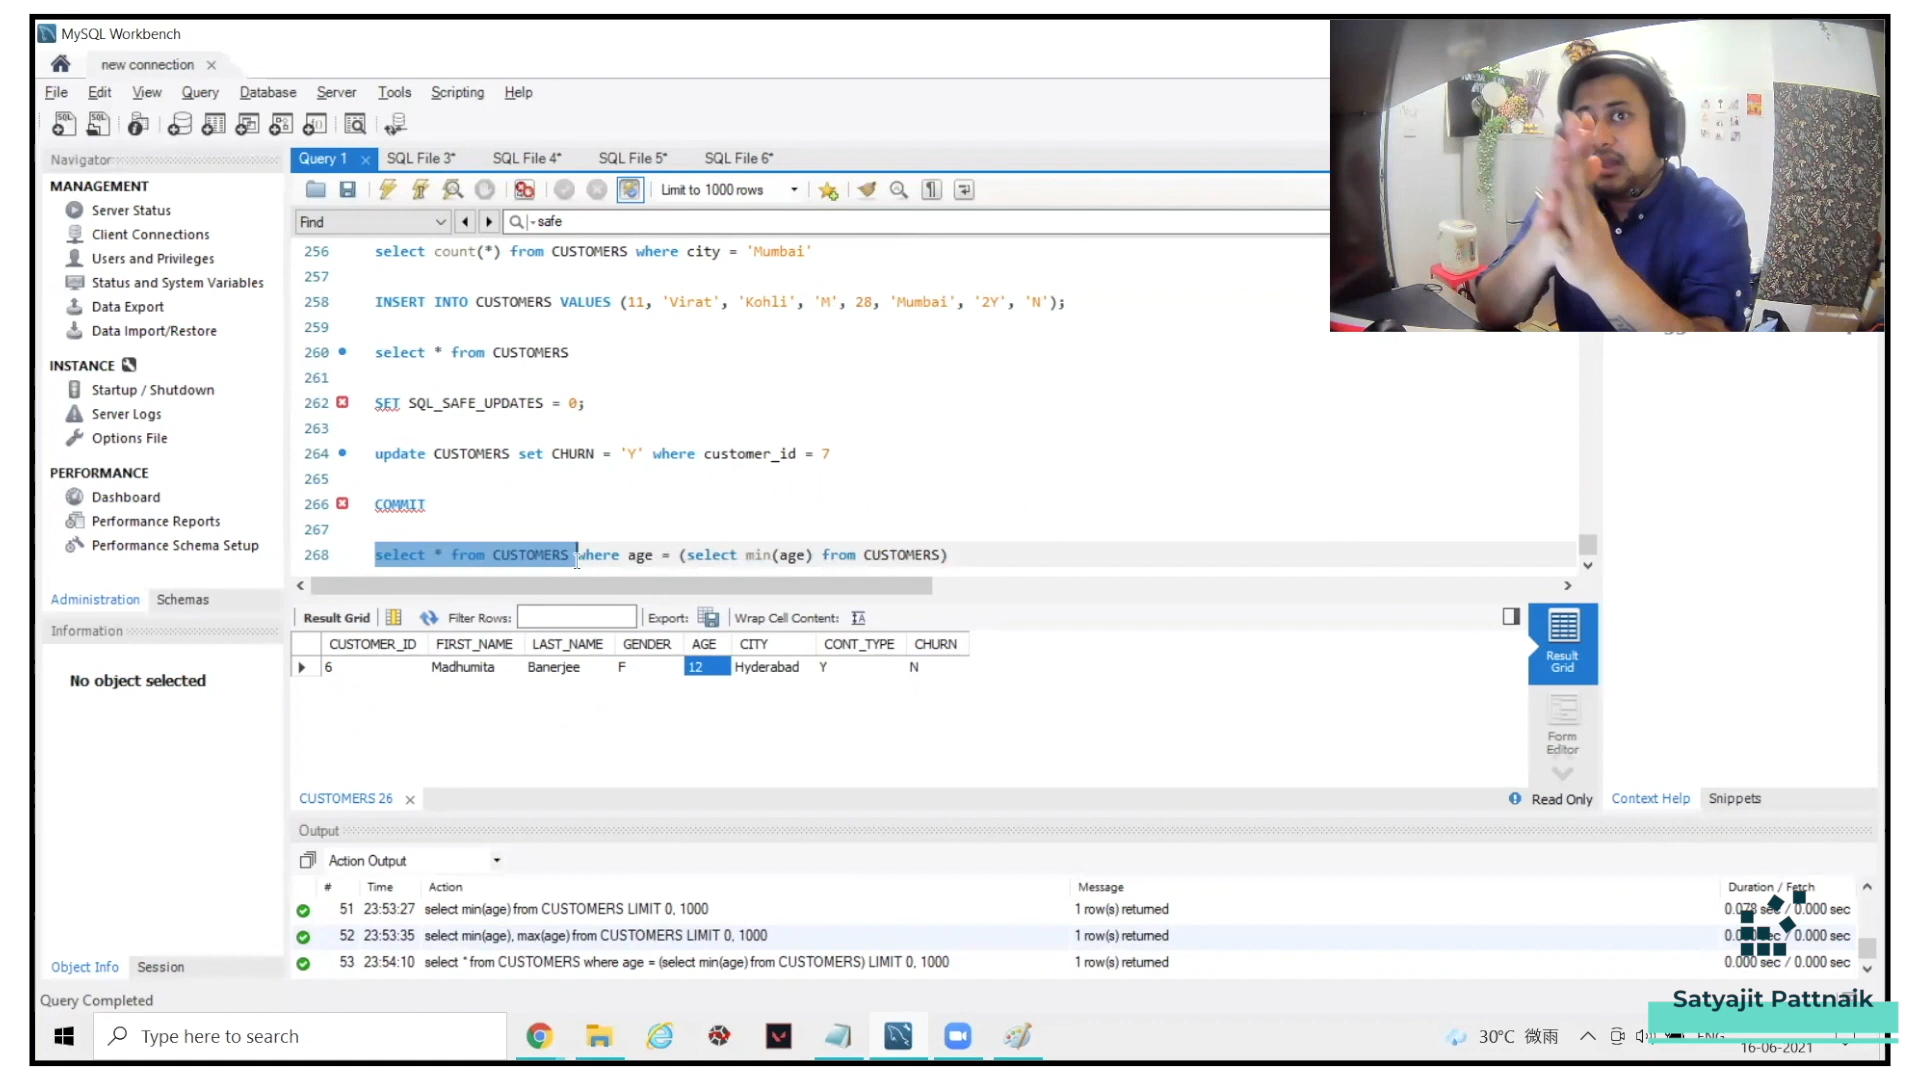 MySQL Workbench
new connection
File Edit View Query Database Server Tools Scripting Help
Navigator
MANAGEMENT
Server Status
Client Connections
Users and Privileges
Status and System Variables
Data Export
Data Import/Restore
INSTANCE
Startup / Shutdown
Server Logs
Options File
PERFORMANCE
Dashboard
Performance Reports
Performance Schema Setup
Administration Schemas
Information
No object selected
Object Info Session
Query Completed
Query 1 SQL File 3* SQL File 4* SQL File 5* SQL File 6*
Limit to 1000 rows
Find safe
256 select count(*) from CUSTOMERS where city = 'Mumbai'
257
258 INSERT INTO CUSTOMERS VALUES (11, 'Virat', 'Kohli', 'M', 28, 'Mumbai', '2Y', 'N');
259
260 select * from CUSTOMERS
261
262 SET SQL_SAFE_UPDATES = 0;
263
264 update CUSTOMERS set CHURN = 'Y' where customer_id = 7
265
266 COMMIT
267
268 select * from CUSTOMERS where age = (select min(age) from CUSTOMERS)
Result Grid Filter Rows: Export: Wrap Cell Content:
CUSTOMER_ID FIRST_NAME LAST_NAME GENDER AGE CITY CONT_TYPE CHURN
6 Madhumita Banerjee F 12 Hyderabad Y N
Result Grid
Form Editor
CUSTOMERS 26
Read Only Context Help Snippets
Output
Action Output
# Time Action Message Duration / Fetch
51 23:53:27 select min(age) from CUSTOMERS LIMIT 0, 1000 1 row(s) returned 0.078 sec / 0.000 sec
52 23:53:35 select min(age), max(age) from CUSTOMERS LIMIT 0, 1000 1 row(s) returned / 0.000 sec
53 23:54:10 select * from CUSTOMERS where age = (select min(age) from CUSTOMERS) LIMIT 0, 1000 1 row(s) returned 0.000 sec / 0.000 sec
Satyajit Pattnaik
Type here to search
30°C 微雨
16-06-2021